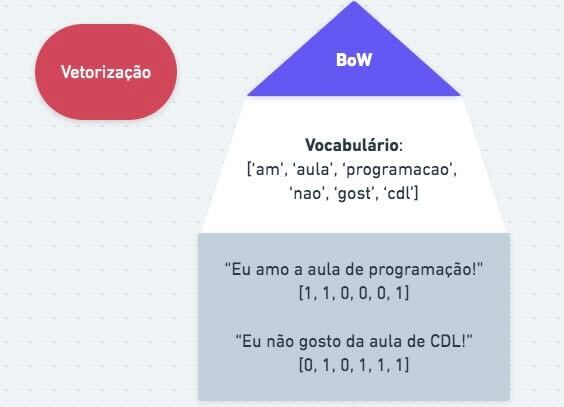 Vetorização
BoW
Vocabulário:
[‘am’, ‘aula’, ‘programacao’,
‘nao’, ‘gost’, ‘cdl’]
“Eu amo a aula de programação!”
[1, 1, 0, 0, 0, 1]
“Eu não gosto da aula de CDL!”
[0, 1, 0, 1, 1, 1]